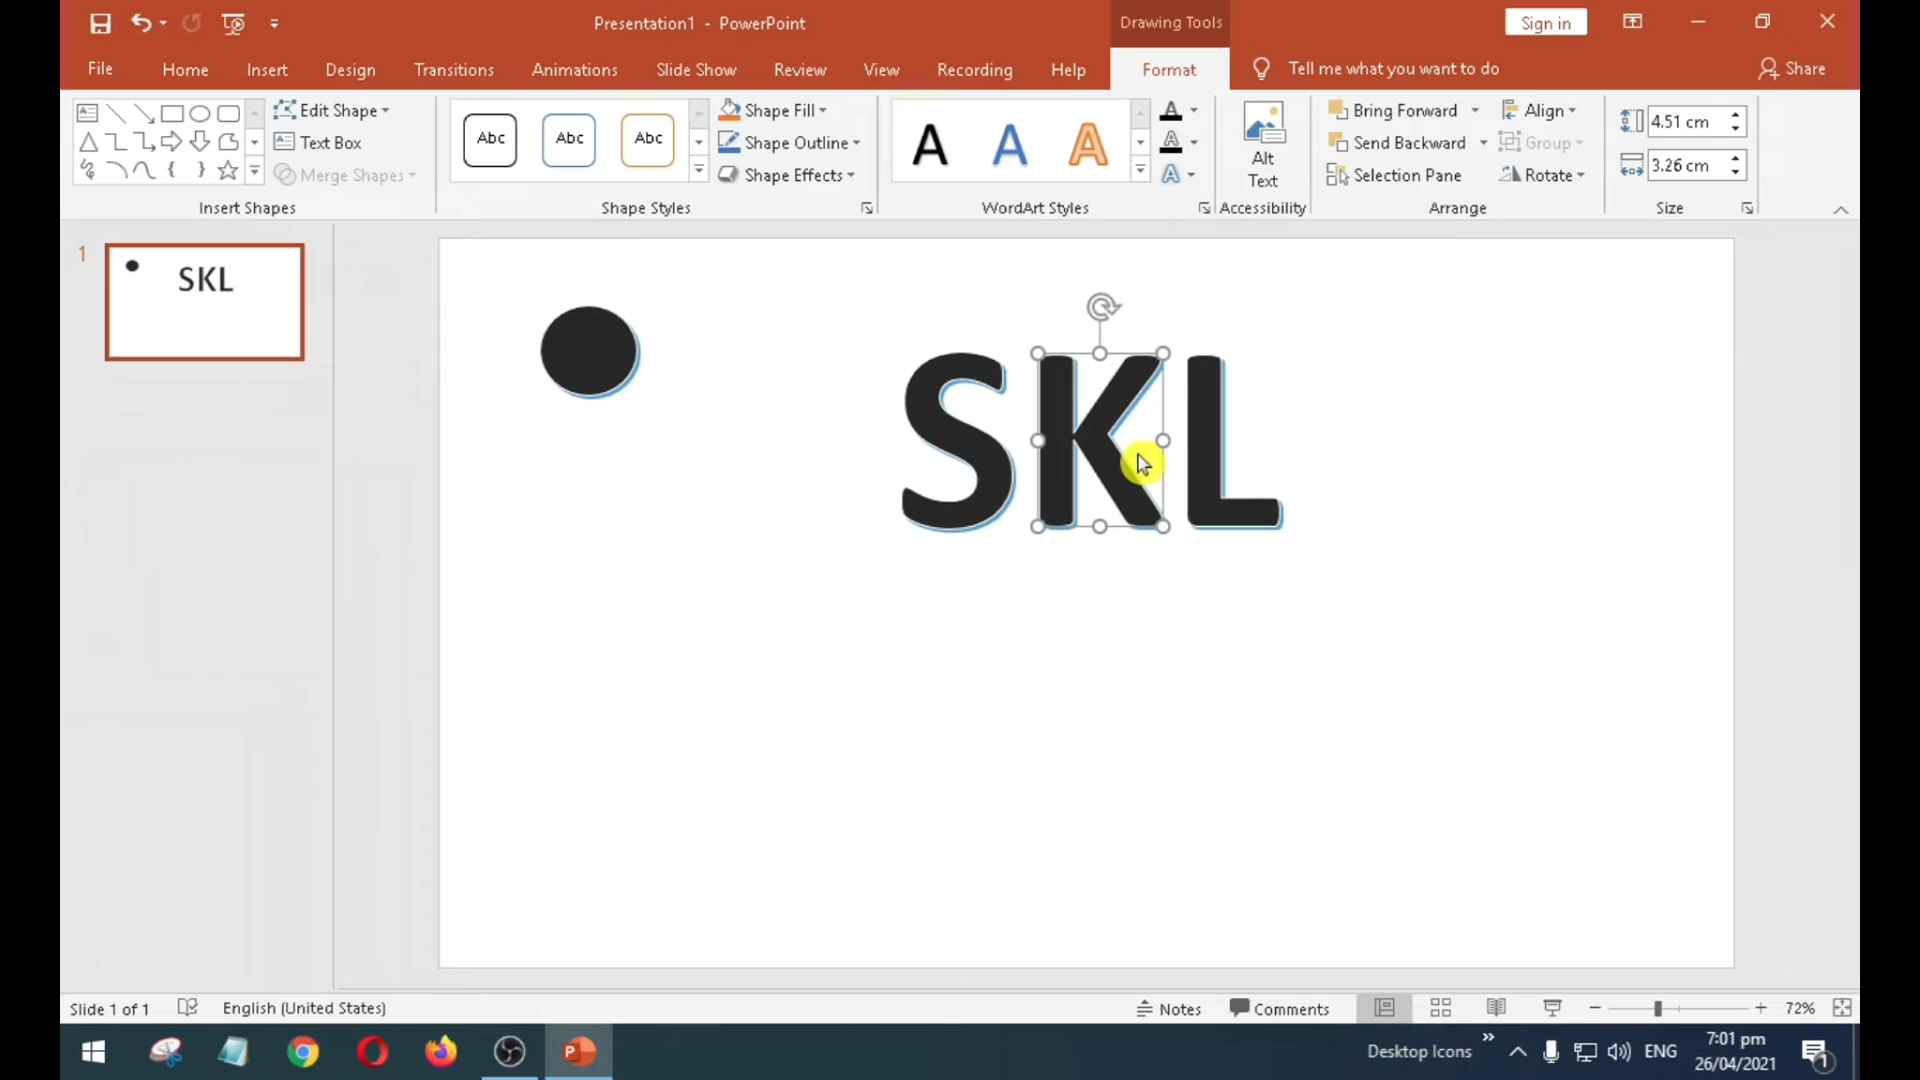 Presentation1 - PowerPoint
Drawing Tools
Sign in
File
Home
Insert
Design
Transitions
Animations
Slide Show
Review
View
Recording
Help
Format
Tell me what you want to do
Share
Edit Shape
Text Box
Merge Shapes
Insert Shapes
Abc
Abc
Abc
Shape Fill
Shape Outline
Shape Effects
Shape Styles
A
A
A
A
A
A
WordArt Styles
Alt
Text
Accessibility
Bring Forward
Send Backward
Selection Pane
Align
Group
Rotate
Arrange
4.51 cm
3.26 cm
Size
1
SKL
SKL
Slide 1 of 1
English (United States)
Notes
Comments
72%
Desktop Icons
ENG
7:01 pm
26/04/2021
1